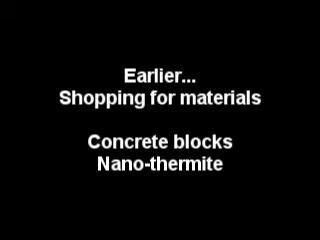 Earlier...
Shopping for materials
Concrete blocks
Nano-thermite